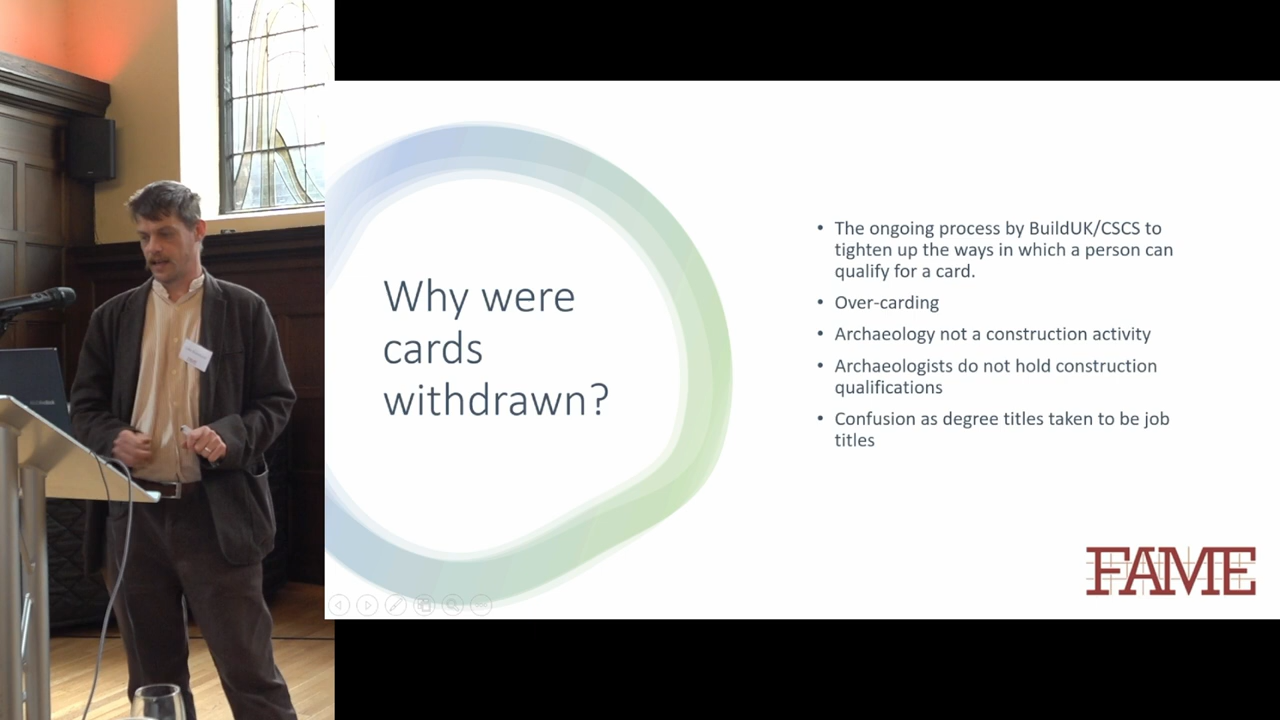 Why were
cards
withdrawn?
• The ongoing process by BuildUK/CSCS to
tighten up the ways in which a person can
qualify for a card.
• Over-carding
• Archaeology not a construction activity
• Archaeologists do not hold construction
qualifications
• Confusion as degree titles taken to be job
titles
FAME